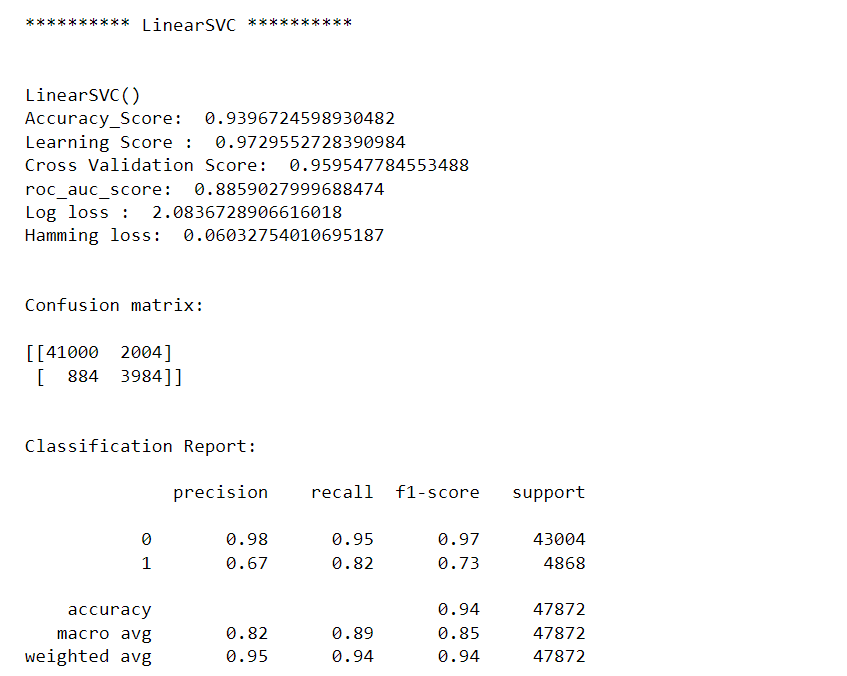 ********** LinearSVC **********
LinearSVC()
Accuracy_Score:  0.9396724598930482
Learning Score :  0.9729552728390984
Cross Validation Score:  0.959547784553488
roc_auc_score:  0.8859027999688474
Log loss :  2.0836728906616018
Hamming loss:  0.06032754010695187
Confusion matrix:
[[41000  2004]
 [  884  3984]]
Classification Report:
              precision    recall  f1-score   support
           0       0.98      0.95      0.97     43004
           1       0.67      0.82      0.73      4868
    accuracy                           0.94     47872
   macro avg       0.82      0.89      0.85     47872
weighted avg       0.95      0.94      0.94     47872